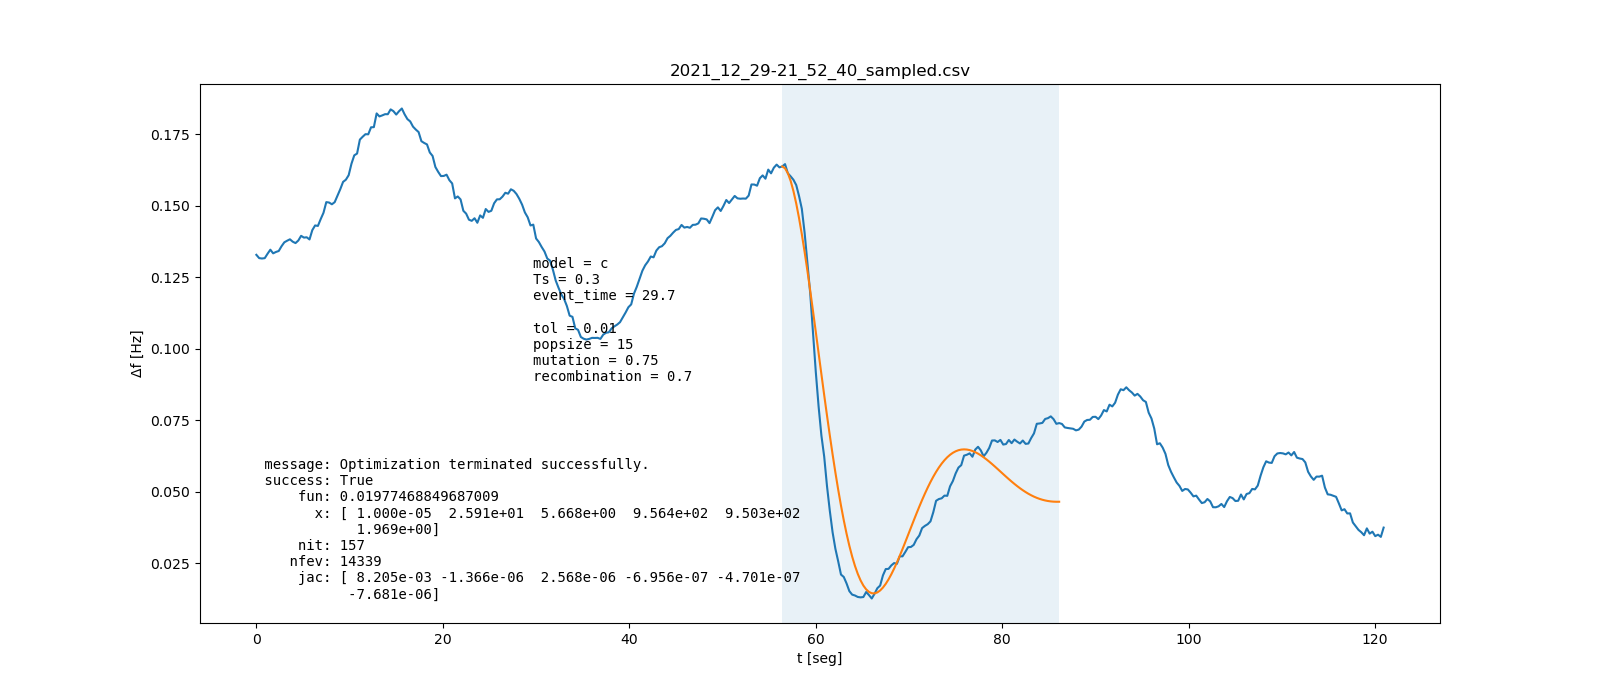 2021_12_29-21_52_40_sampled.csv
0.175
0.150
0.125
0.100
0.075
0.050
0.025
Δf [Hz]
model = c
Ts = 0.3
event_time = 29.7
tol = 0.01
popsize = 15
mutation = 0.75
recombination = 0.7
message: Optimization terminated successfully.
success: True
fun: 0.01977468849687009
x: [ 1.000e-05  2.591e+01  5.668e+00  9.564e+02  9.503e+02
1.969e+00]
nit: 157
nfev: 14339
jac: [ 8.205e-03 -1.366e-06  2.568e-06 -6.956e-07 -4.701e-07
-7.681e-06]
0 20 40 60 80 100 120
t [seg]